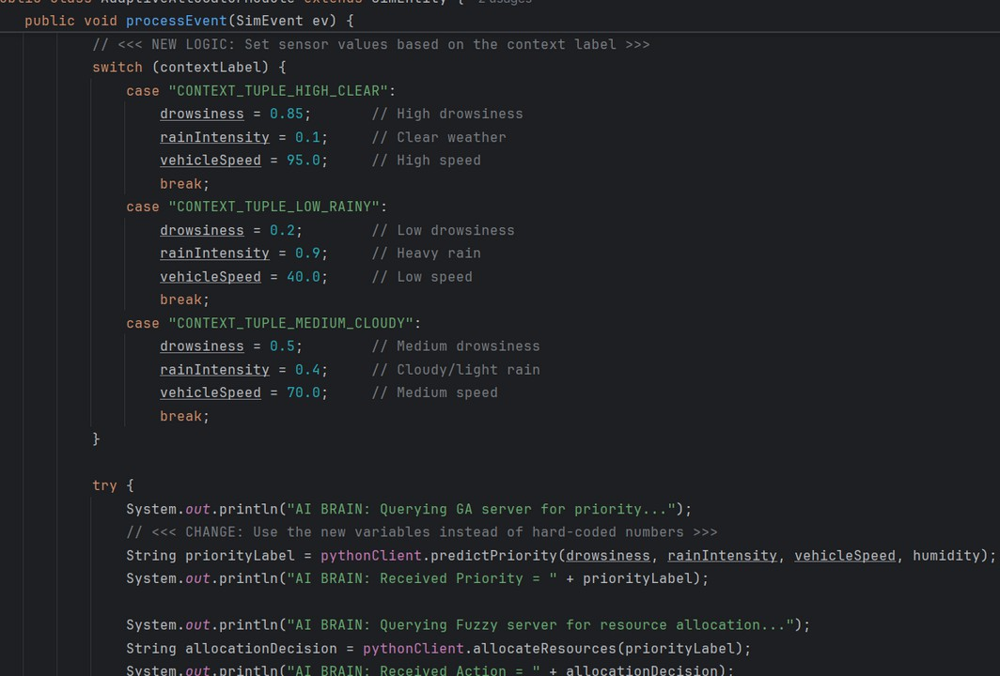 public class AdaptiveAllocatorModule extends SimEntity {  2 usages
public void processEvent(SimEvent ev) {
// <<< NEW LOGIC: Set sensor values based on the context label >>>
switch (contextLabel) {
case "CONTEXT_TUPLE_HIGH_CLEAR":
drowsiness = 0.85;       // High drowsiness
rainIntensity = 0.1;     // Clear weather
vehicleSpeed = 95.0;     // High speed
break;
case "CONTEXT_TUPLE_LOW_RAINY":
drowsiness = 0.2;        // Low drowsiness
rainIntensity = 0.9;     // Heavy rain
vehicleSpeed = 40.0;     // Low speed
break;
case "CONTEXT_TUPLE_MEDIUM_CLOUDY":
drowsiness = 0.5;        // Medium drowsiness
rainIntensity = 0.4;     // Cloudy/light rain
vehicleSpeed = 70.0;     // Medium speed
break;
}
try {
System.out.println("AI BRAIN: Querying GA server for priority...");
// <<< CHANGE: Use the new variables instead of hard-coded numbers >>>
String priorityLabel = pythonClient.predictPriority(drowsiness, rainIntensity, vehicleSpeed, humidity);
System.out.println("AI BRAIN: Received Priority = " + priorityLabel);
System.out.println("AI BRAIN: Querying Fuzzy server for resource allocation...");
String allocationDecision = pythonClient.allocateResources(priorityLabel);
System.out.println("AI BRAIN: Received Action = " + allocationDecision);